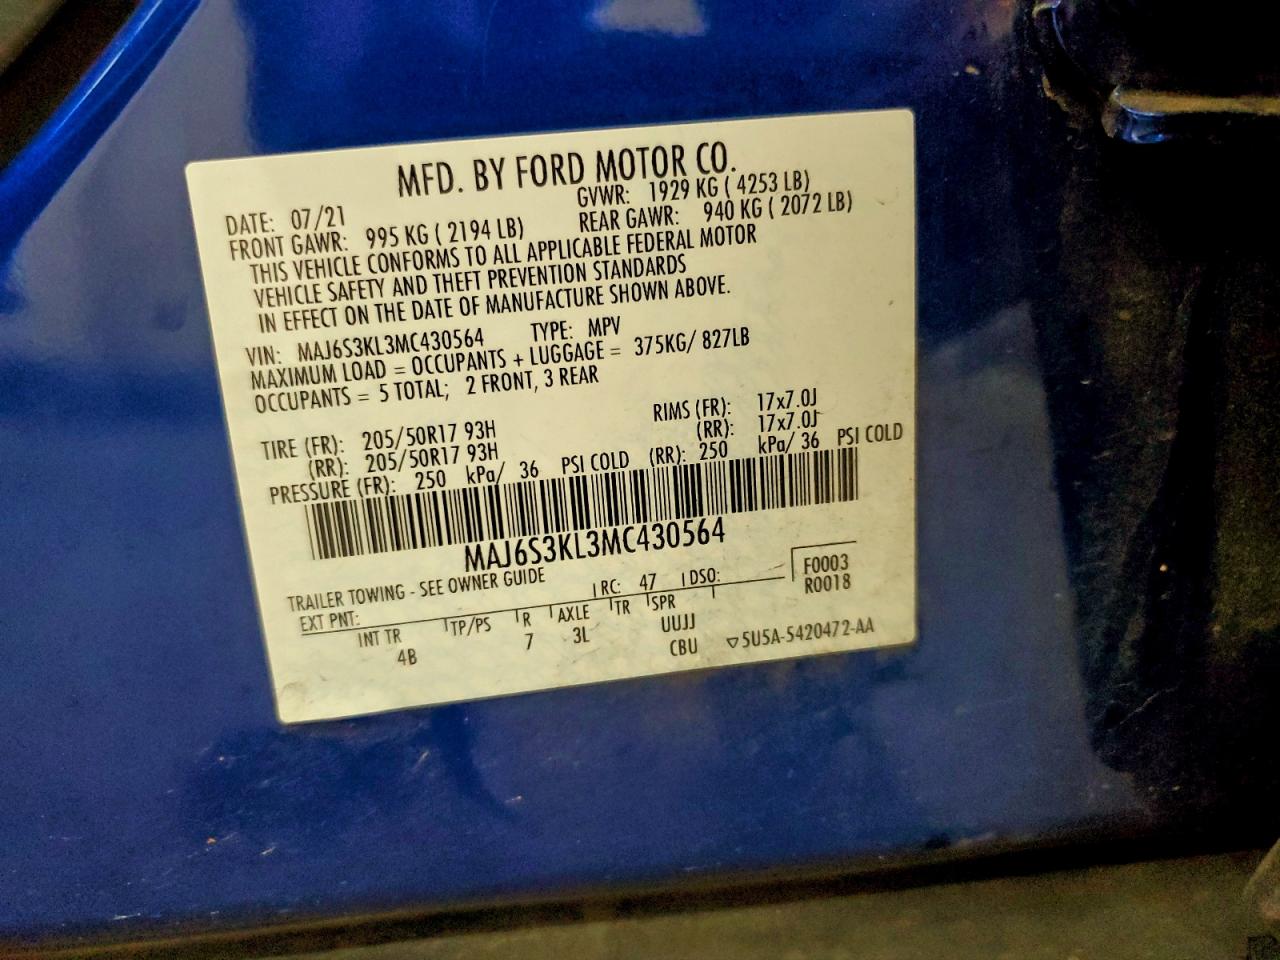 MFD. BY FORD MOTOR CO.
DATE: 07/21 GVWR: 1929 KG ( 4253 LB)
FRONT GAWR: 995 KG ( 2194 LB) REAR GAWR: 940 KG ( 2072 LB)
THIS VEHICLE CONFORMS TO ALL APPLICABLE FEDERAL MOTOR
VEHICLE SAFETY AND THEFT PREVENTION STANDARDS
IN EFFECT ON THE DATE OF MANUFACTURE SHOWN ABOVE.
VIN: MAJ6S3KL3MC430564 TYPE: MPV
MAXIMUM LOAD = OCCUPANTS + LUGGAGE = 375KG/ 827LB
OCCUPANTS = 5 TOTAL; 2 FRONT, 3 REAR
TIRE (FR): 205/50R17 93H RIMS (FR): 17x7.0J
(RR): 205/50R17 93H (RR): 17x7.0J
PRESSURE (FR): 250 kPa/ 36 PSI COLD (RR): 250 kPa/ 36 PSI COLD
MAJ6S3KL3MC430564
TRAILER TOWING - SEE OWNER GUIDE
EXT PNT: RC: 47 DSO: F0003
R0018
INT TR TP/PS R AXLE TR SPR
4B 7 3L UUJJ
CBU ▽5U5A-5420472-AA